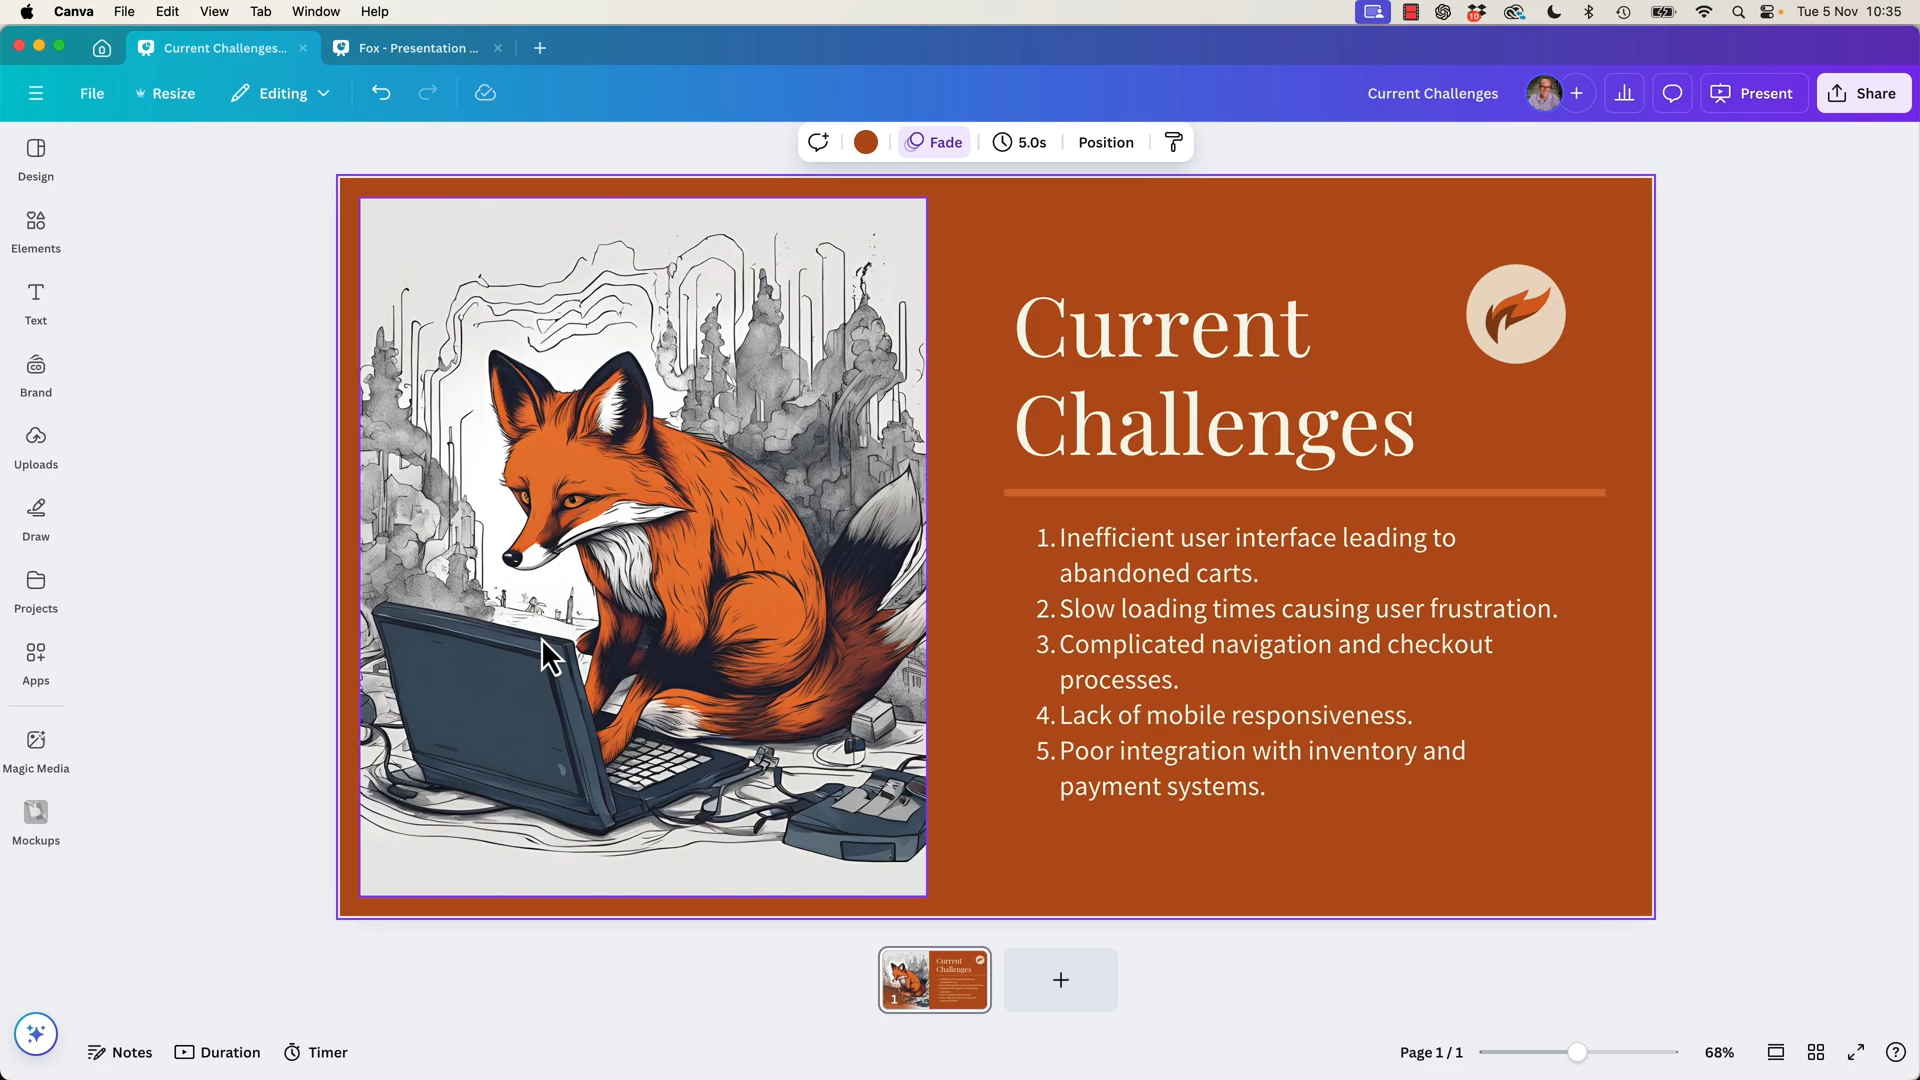 Canva File Edit View Tab Window Help
10
Tue 5 Nov 10:35
Current Challenges...
Fox - Presentation ...
File Resize Editing
Current Challenges
Present
Share
Fade
5.0s
Position
Design
Elements
Text
Brand
Uploads
Draw
Projects
Apps
Magic Media
Mockups
Current
Challenges
1. Inefficient user interface leading to
abandoned carts.
2. Slow loading times causing user frustration.
3. Complicated navigation and checkout
processes.
4. Lack of mobile responsiveness.
5. Poor integration with inventory and
payment systems.
Current
Challenges
1
Notes
Duration
Timer
Page 1 / 1
68%